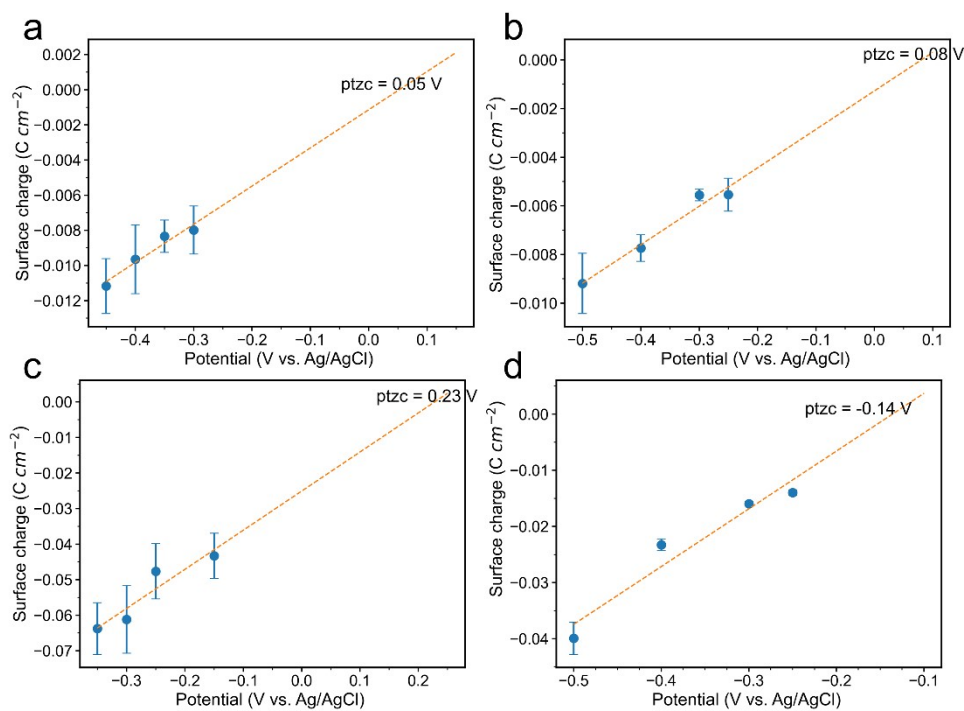 a
ptzc = 0.05 V
0.002
0.000
−0.002
−0.004
−0.006
−0.008
−0.010
−0.012
Surface charge (C cm⁻²)
−0.4 −0.3 −0.2 −0.1 0.0 0.1
Potential (V vs. Ag/AgCl)
b
ptzc = 0.08 V
0.000
−0.002
−0.004
−0.006
−0.008
−0.010
Surface charge (C cm⁻²)
−0.5 −0.4 −0.3 −0.2 −0.1 0.0 0.1
Potential (V vs. Ag/AgCl)
c
ptzc = 0.23 V
0.00
−0.01
−0.02
−0.03
−0.04
−0.05
−0.06
−0.07
Surface charge (C cm⁻²)
−0.3 −0.2 −0.1 0.0 0.1 0.2
Potential (V vs. Ag/AgCl)
d
ptzc = -0.14 V
0.00
−0.01
−0.02
−0.03
−0.04
Surface charge (C cm⁻²)
−0.5 −0.4 −0.3 −0.2 −0.1
Potential (V vs. Ag/AgCl)